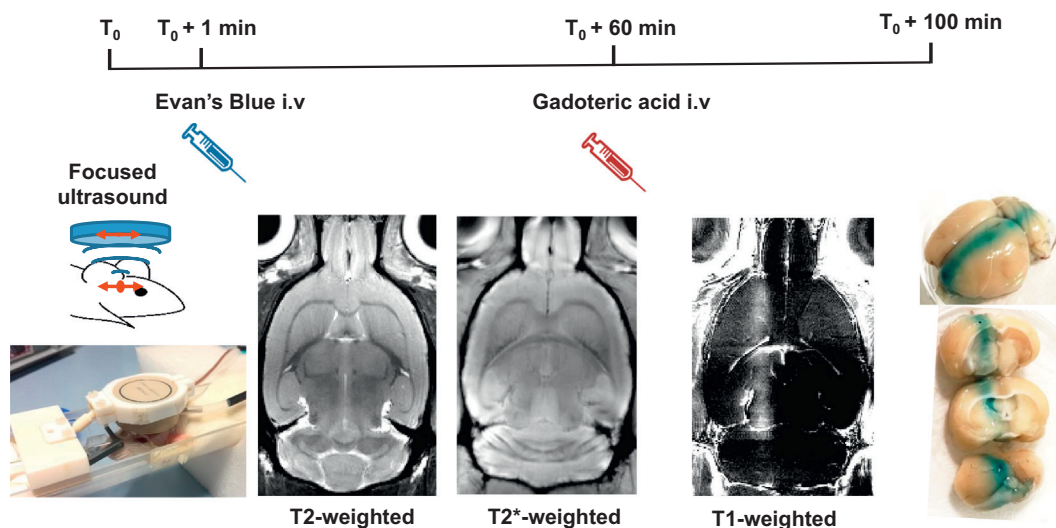 T0
T0 + 1 min
T0 + 60 min
T0 + 100 min
Evan's Blue i.v
Gadoteric acid i.v
Focused
ultrasound
T2-weighted
T2*-weighted
T1-weighted